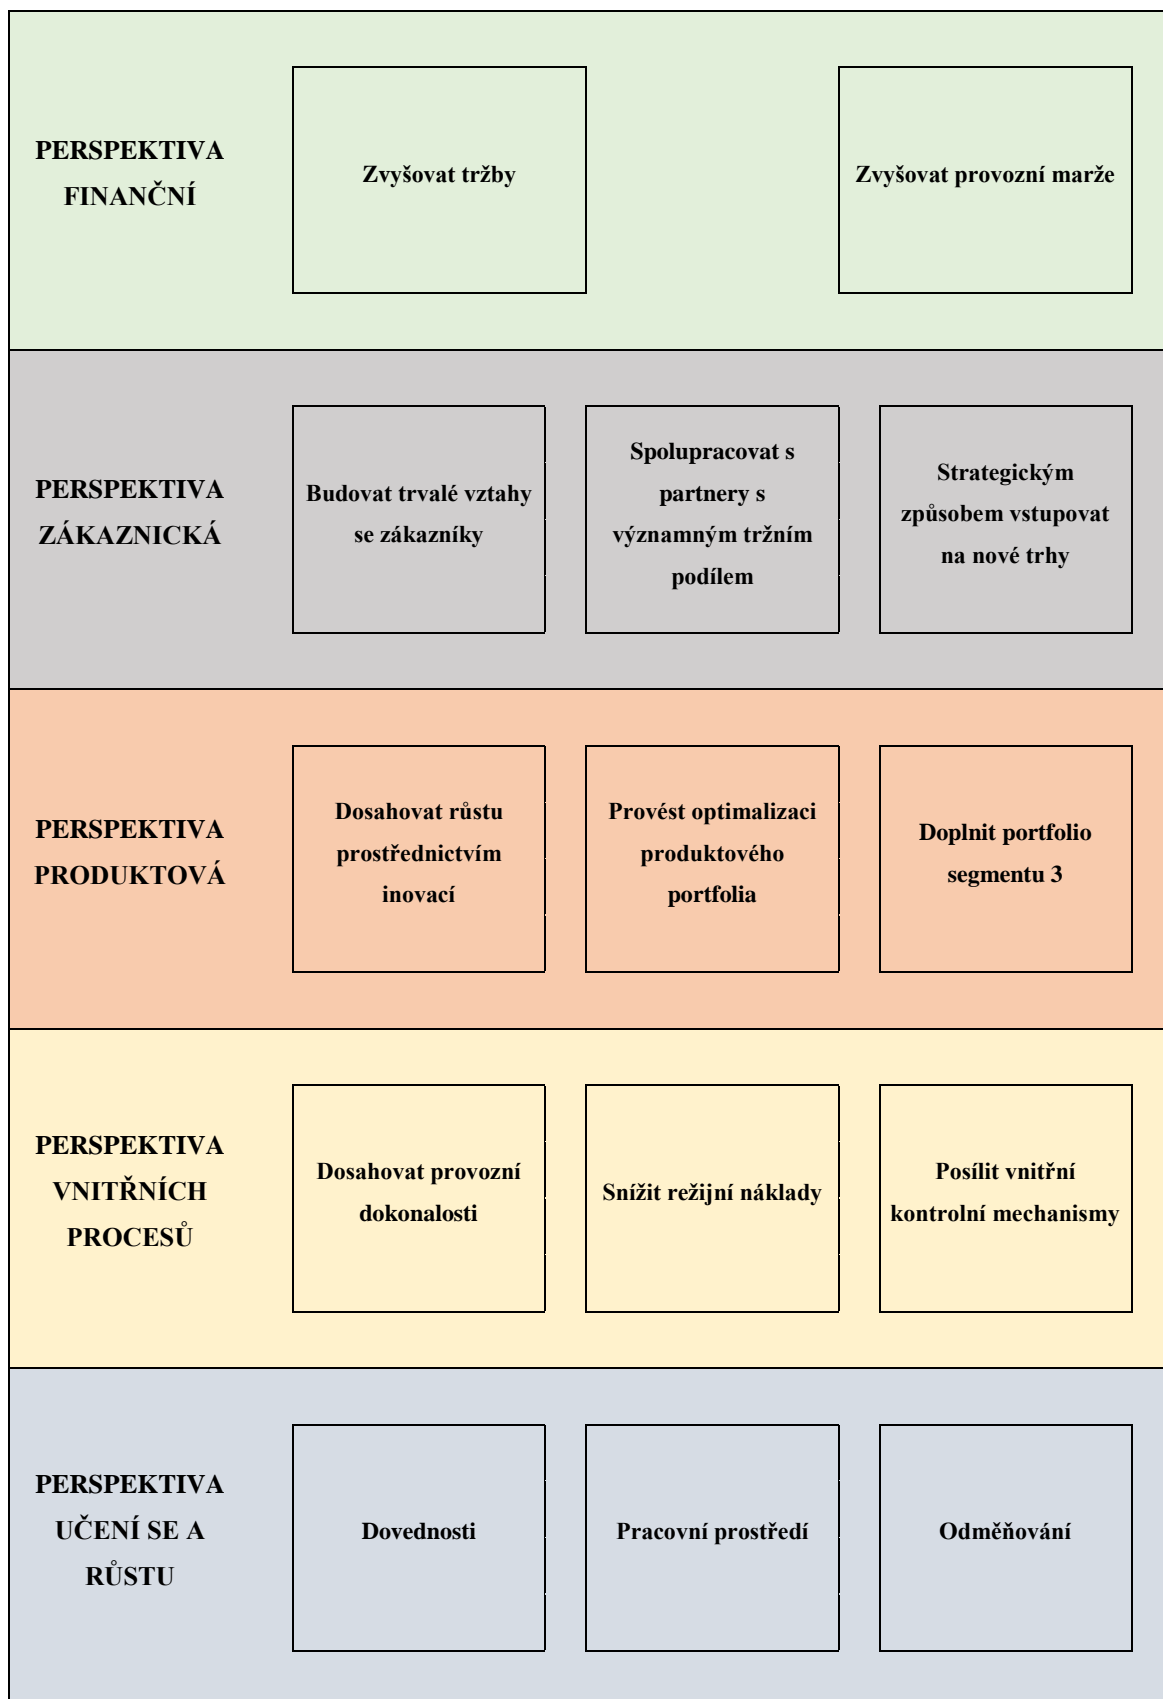 PERSPEKTIVA
FINANČNÍ
Zvyšovat tržby
Zvyšovat provozní marže
PERSPEKTIVA
ZÁKAZNICKÁ
Budovat trvalé vztahy
se zákazníky
Spolupracovat s
partnery s
významným tržním
podílem
Strategickým
způsobem vstupovat
na nové trhy
PERSPEKTIVA
PRODUKTOVÁ
Dosahovat růstu
prostřednictvím
inovací
Provést optimalizaci
produktového
portfolia
Doplnit portfolio
segmentu 3
PERSPEKTIVA
VNITŘNÍCH
PROCESŮ
Dosahovat provozní
dokonalosti
Snížit režijní náklady
Posílit vnitřní
kontrolní mechanismy
PERSPEKTIVA
UČENÍ SE A
RŮSTU
Dovednosti
Pracovní prostředí
Odměňování